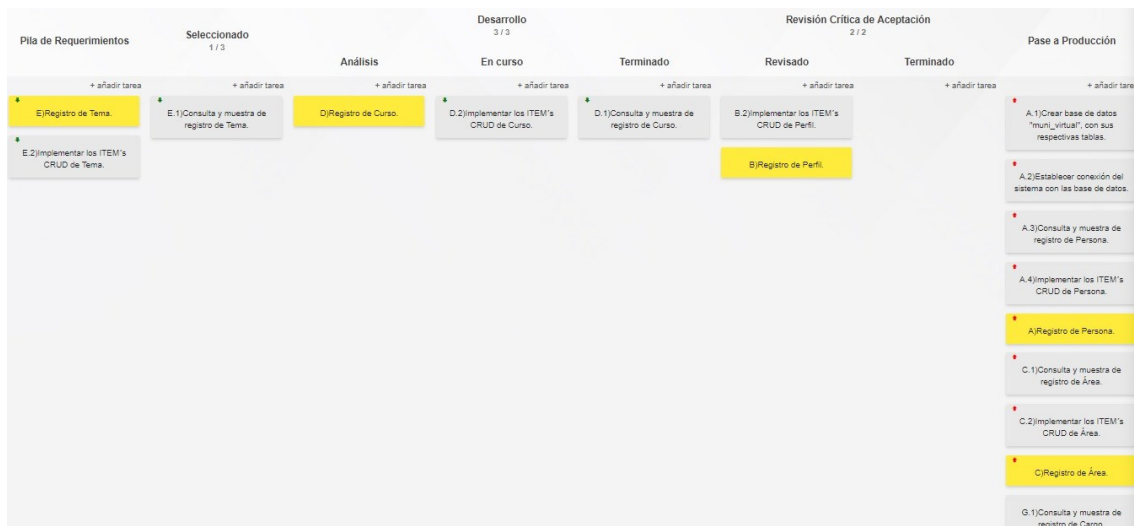 Pila de Requerimientos
Seleccionado
1 / 3
Desarrollo
3 / 3
Análisis
En curso
Terminado
Revisión Crítica de Aceptación
2 / 2
Revisado
Terminado
Pase a Producción
+ añadir tarea
+ añadir tarea
+ añadir tarea
+ añadir tarea
+ añadir tarea
+ añadir tarea
+ añadir tarea
+ añadir tare
E)Registro de Tema.
E.2)Implementar los ITEM's
CRUD de Tema.
E.1)Consulta y muestra de
registro de Tema.
D)Registro de Curso.
D.2)Implementar los ITEM's
CRUD de Curso.
D.1)Consulta y muestra de
registro de Curso.
B.2)Implementar los ITEM's
CRUD de Perfil.
B)Registro de Perfil.
A.1)Crear base de datos
"muni_virtual", con sus
respectivas tablas.
A.2)Establecer conexión del
sistema con las base de datos.
A.3)Consulta y muestra de
registro de Persona.
A.4)Implementar los ITEM's
CRUD de Persona.
A)Registro de Persona.
C.1)Consulta y muestra de
registro de Área.
C.2)Implementar los ITEM's
CRUD de Área.
C)Registro de Área.
G.1)Consulta y muestra de
registro de Cargo.